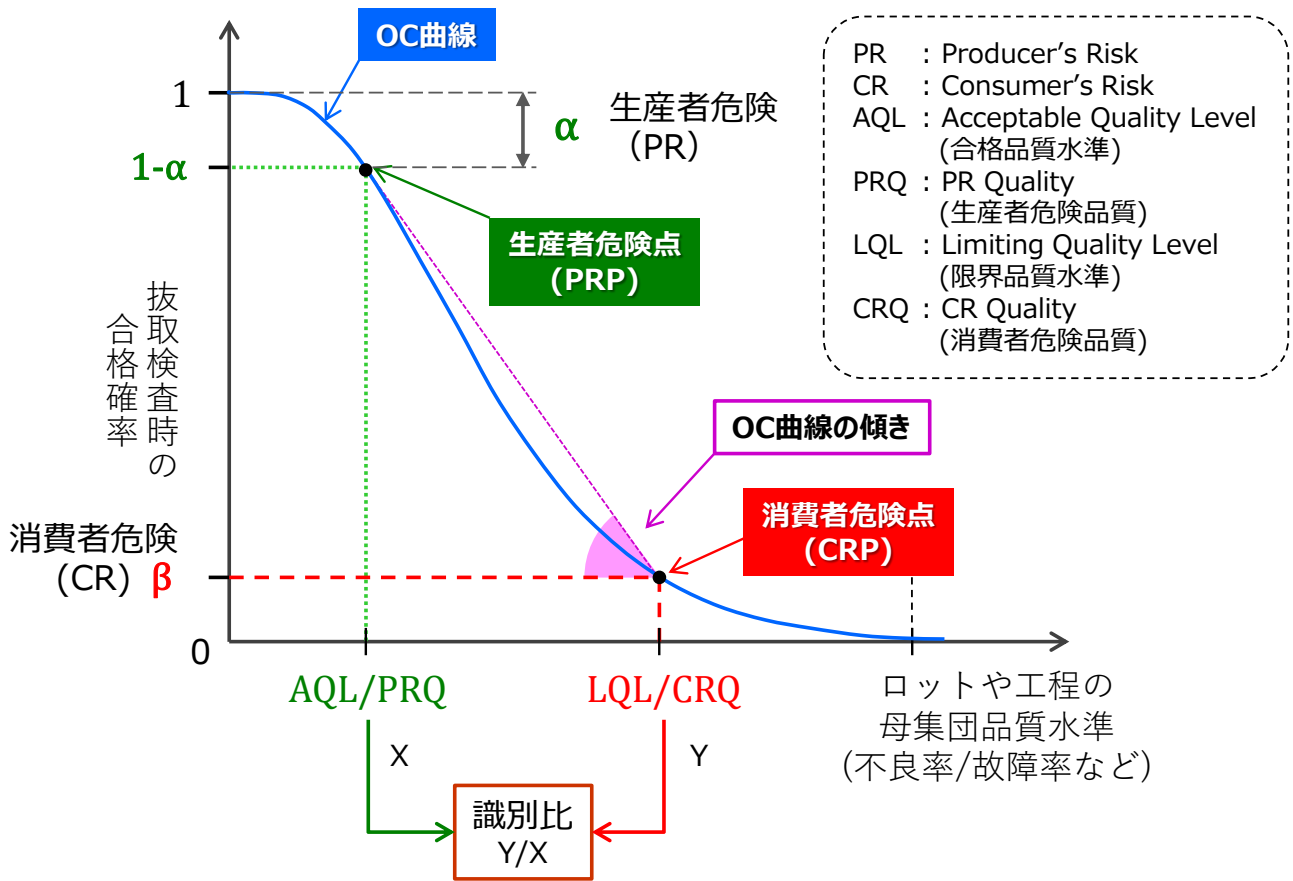 OC曲線
PR : Producer's Risk
CR : Consumer's Risk
AQL : Acceptable Quality Level
(合格品質水準)
PRQ : PR Quality
(生産者危険品質)
LQL : Limiting Quality Level
(限界品質水準)
CRQ : CR Quality
(消費者危険品質)
1
α
生産者危険
(PR)
1-α
生産者危険点
(PRP)
抜取検査時の
合格確率
OC曲線の傾き
消費者危険点
(CRP)
消費者危険
(CR) β
0
AQL/PRQ
LQL/CRQ
ロットや工程の
母集団品質水準
(不良率/故障率など)
X
Y
識別比
Y/X